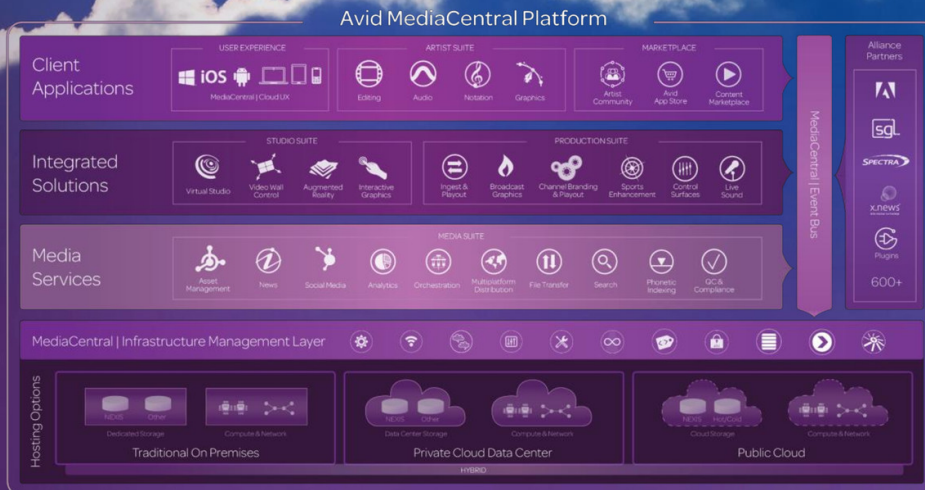 Avid MediaCentral Platform
Client
Applications
USER EXPERIENCE
iOS
MediaCentral | Cloud UX
ARTIST SUITE
Editing
Audio
Notation
Graphics
MARKETPLACE
Artist
Community
Avid
App Store
Content
Marketplace
Integrated
Solutions
STUDIO SUITE
Virtual Studio
Video Wall
Control
Augmented
Reality
Interactive
Graphics
PRODUCTION SUITE
Ingest &
Playout
Broadcast
Graphics
Channel Branding
& Playout
Sports
Enhancement
Control
Surfaces
Live
Sound
Media
Services
MEDIA SUITE
Asset
Management
News
Social Media
Analytics
Orchestration
Multiplatform
Distribution
File Transfer
Search
Phonetic
Indexing
QC &
Compliance
MediaCentral | Event Bus
Alliance
Partners
sgL
SPECTRA
x.news
Plugins
600+
MediaCentral | Infrastructure Management Layer
Hosting Options
NEXIS
Other
Dedicated Storage
Compute & Network
Traditional On Premises
NEXIS
Other
Data Center Storage
Compute & Network
Private Cloud Data Center
NEXIS
Hot/Cold
Cloud Storage
Compute & Network
Public Cloud
HYBRID